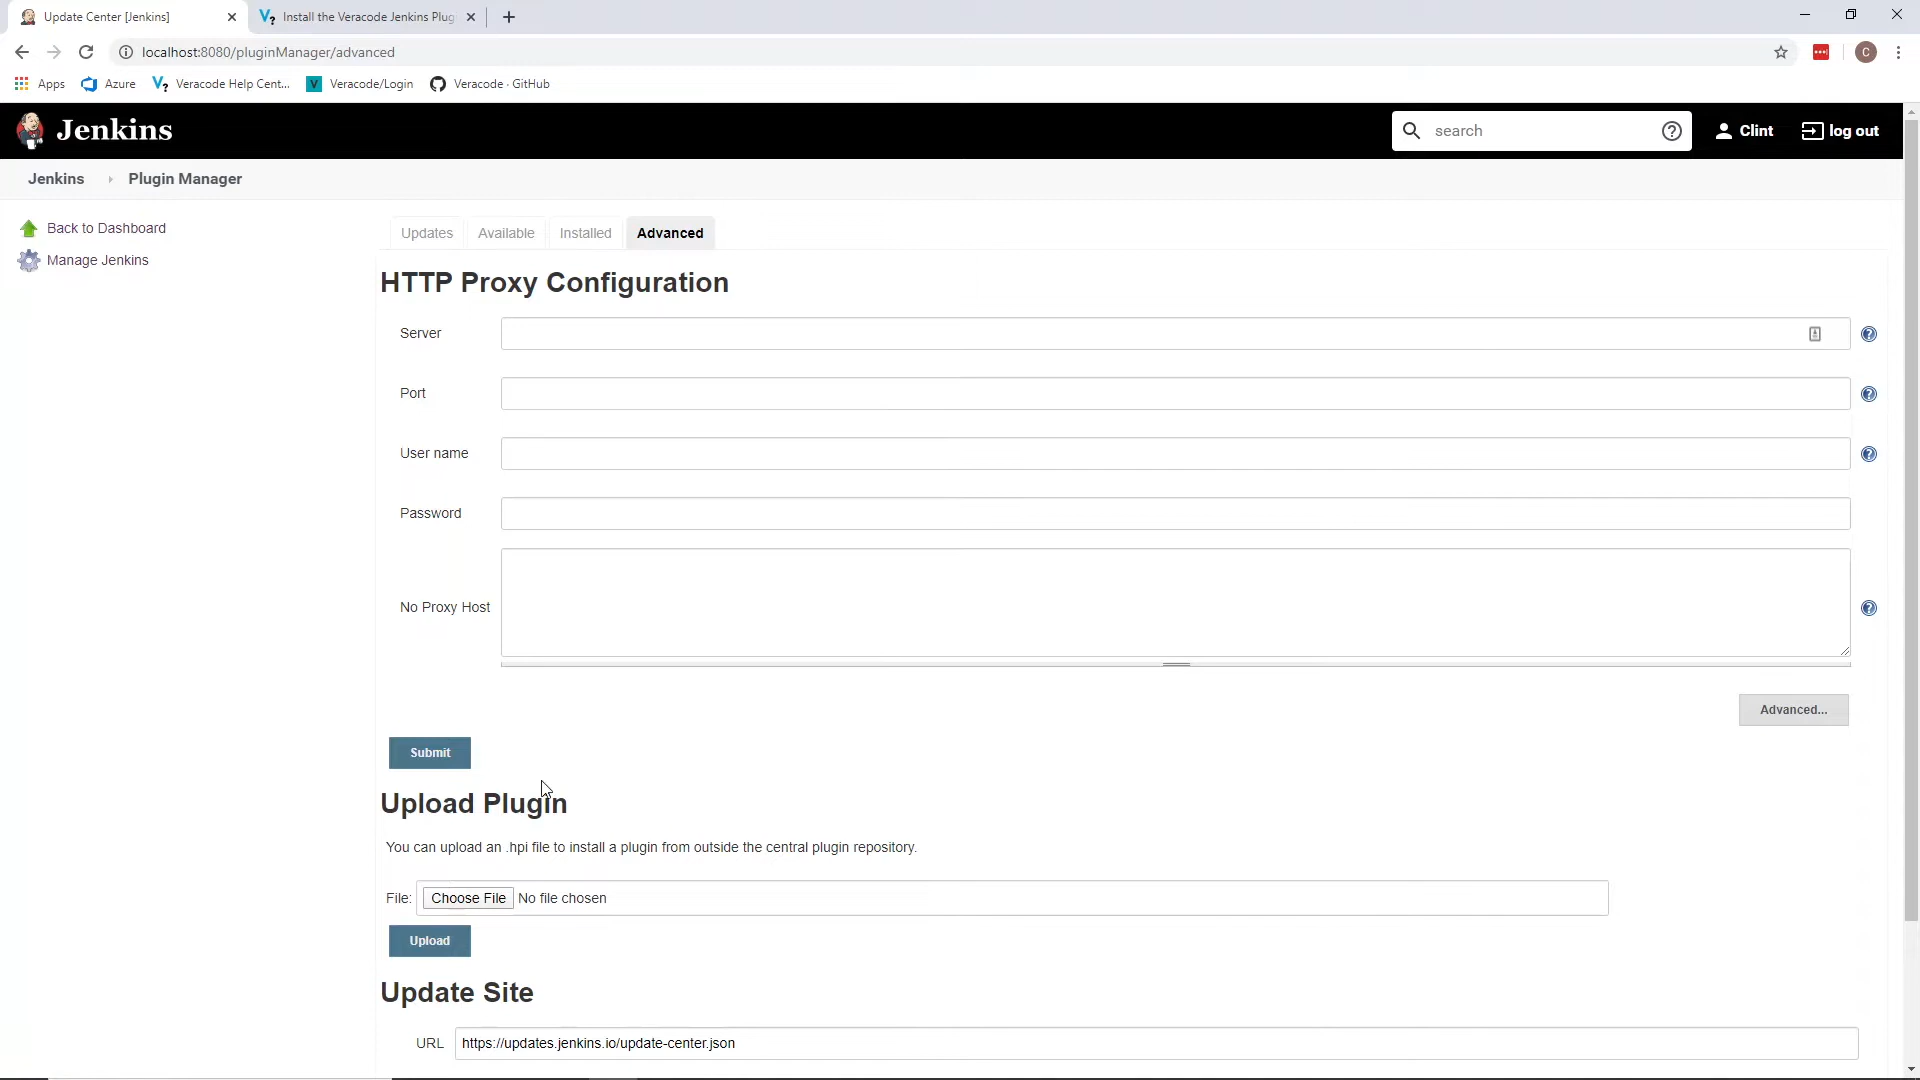 Update Center [Jenkins]
Install the Veracode Jenkins Plug
localhost:8080/pluginManager/advanced
C
Apps
Azure
Veracode Help Cent...
Veracode/Login
Veracode · GitHub
Jenkins
search
Clint
log out
Jenkins
Plugin Manager
Back to Dashboard
Manage Jenkins
Updates
Available
Installed
Advanced
HTTP Proxy Configuration
Server
Port
User name
Password
No Proxy Host
Advanced...
Submit
Upload Plugin
You can upload an .hpi file to install a plugin from outside the central plugin repository.
File: Choose File No file chosen
Upload
Update Site
URL https://updates.jenkins.io/update-center.json